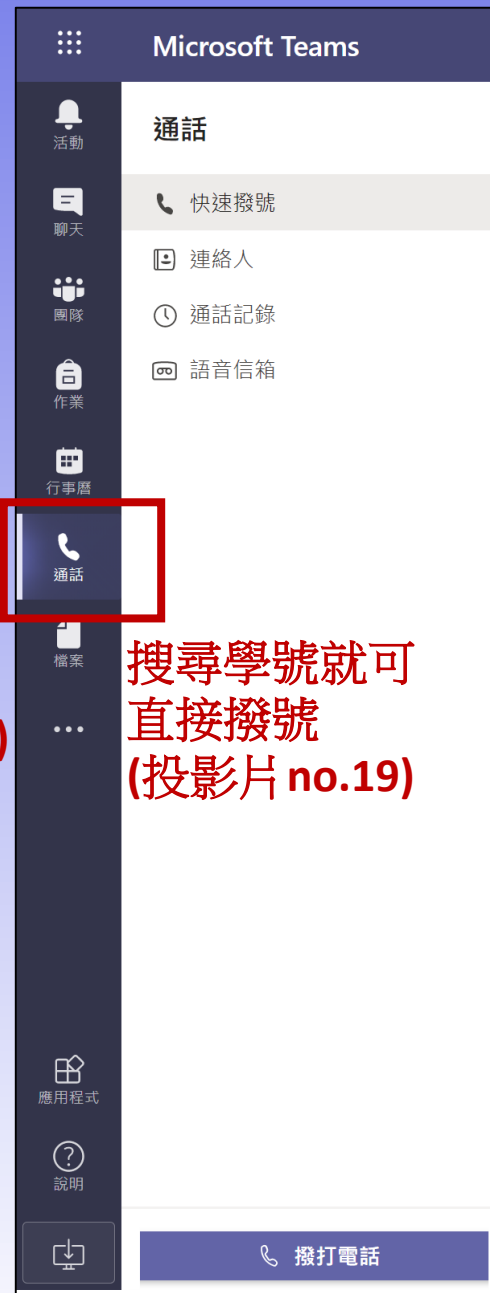 Microsoft Teams
活動
聊天
團隊
作業
行事曆
通話
檔案
應用程式
說明
通話
快速撥號
連絡人
通話記錄
語音信箱
搜尋學號就可
直接撥號
(投影片no.19)
)
撥打電話